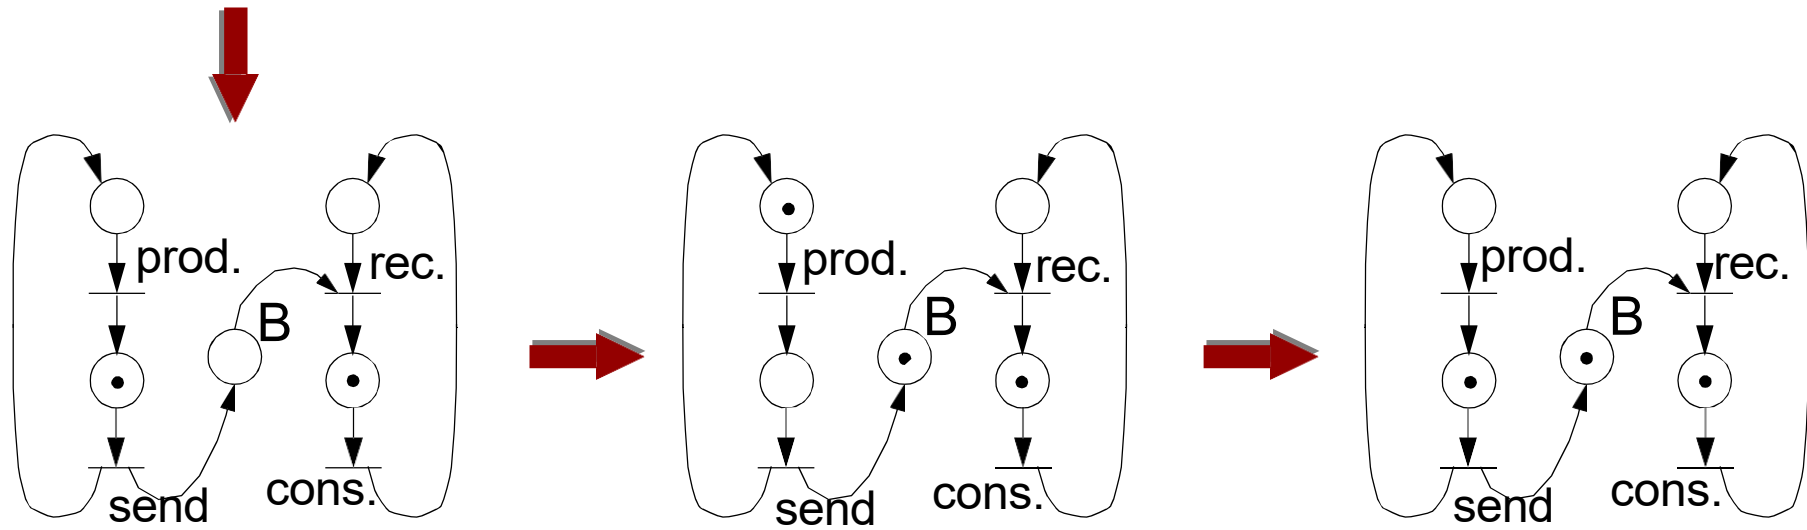 prod.
rec.
B
send
cons.
prod.
rec.
B
send
cons.
prod.
rec.
B
send
cons.